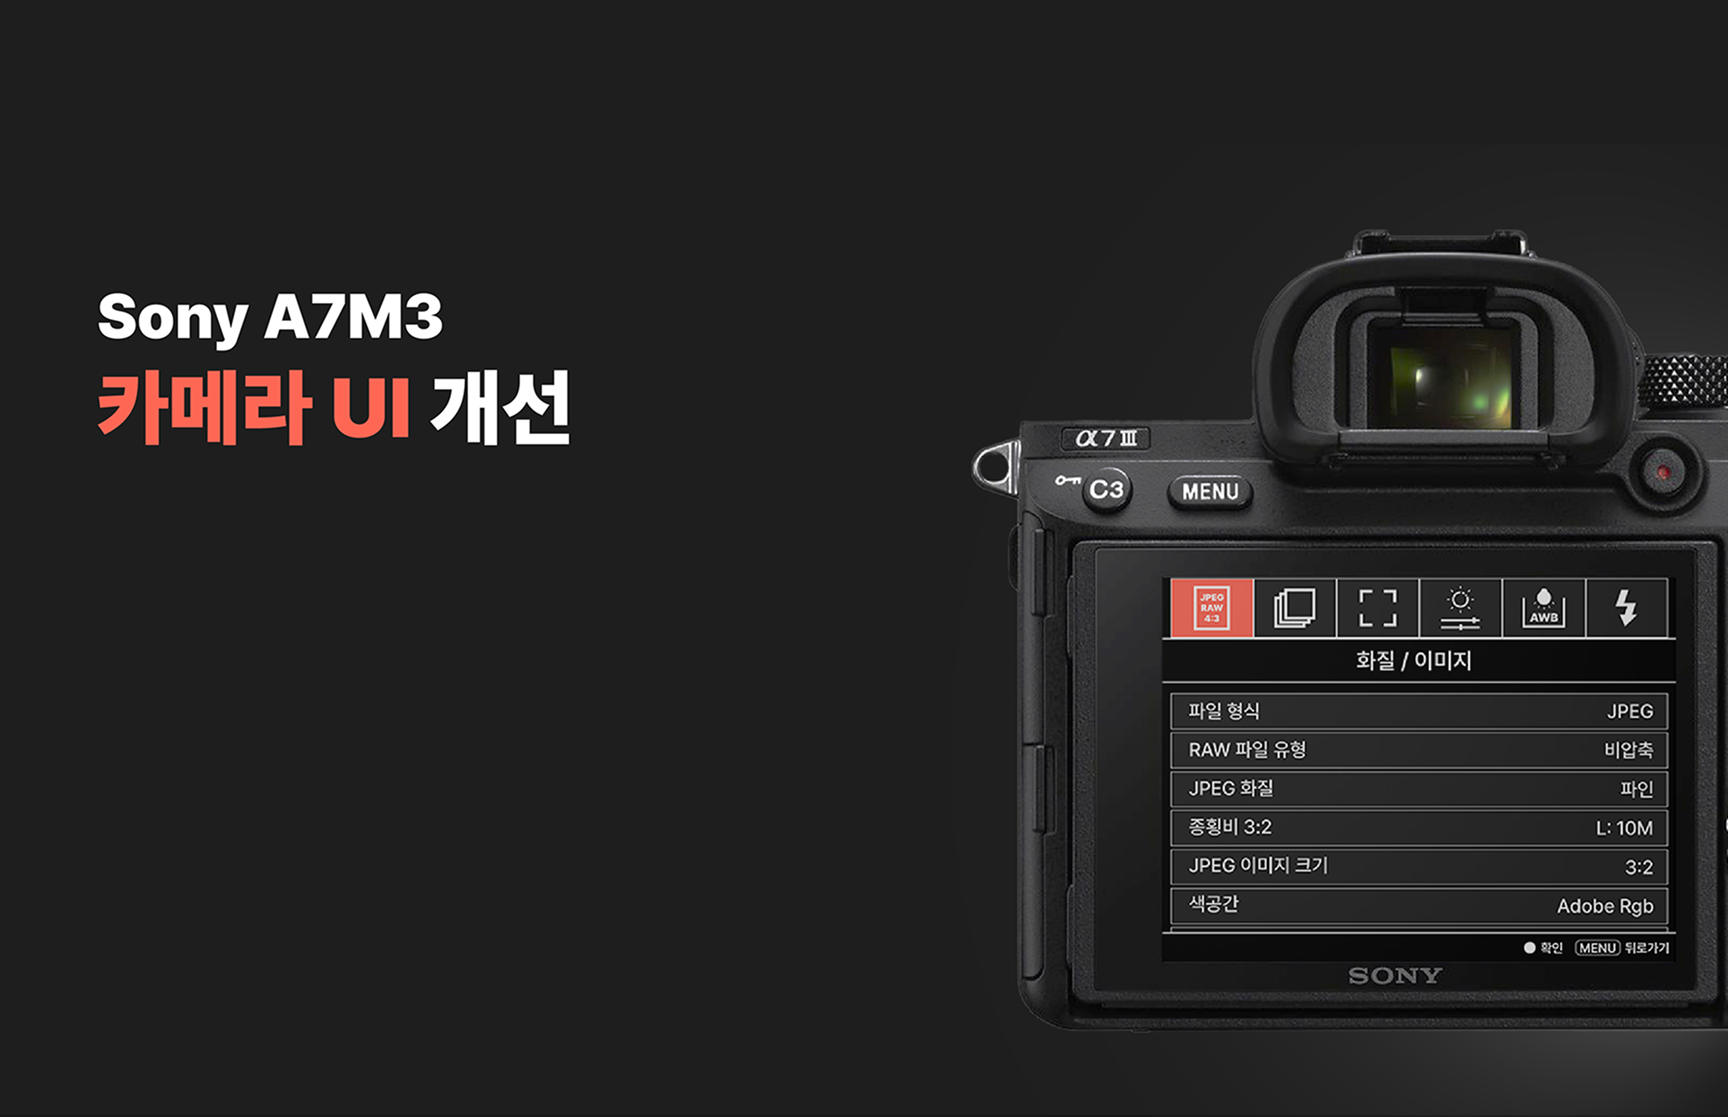 Sony A7M3
카메라 UI 개선
α7III
C3
MENU
JPEG
RAW
4:3
AWB
화질 / 이미지
파일 형식 JPEG
RAW 파일 유형 비압축
JPEG 화질 파인
종횡비 3:2 L: 10M
JPEG 이미지 크기 3:2
색공간 Adobe Rgb
확인 MENU 뒤로가기
SONY